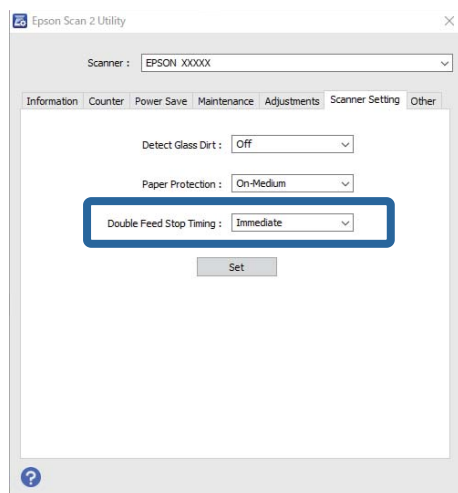 Epson Scan 2 Utility
Scanner : EPSON XXXXX
Information Counter Power Save Maintenance Adjustments Scanner Setting Other
Detect Glass Dirt : Off
Paper Protection : On-Medium
Double Feed Stop Timing : Immediate
Set
?